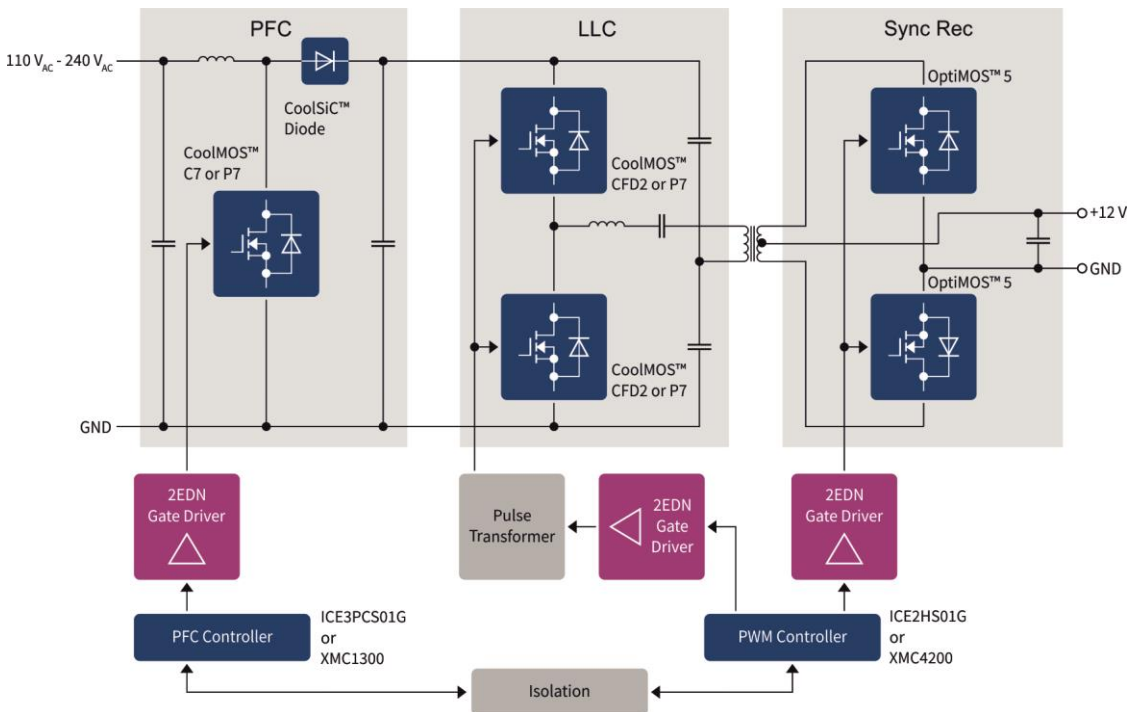 PFC
LLC
Sync Rec
110 V_AC - 240 V_AC
CoolSiC™
Diode
CoolMOS™
C7 or P7
GND
CoolMOS™
CFD2 or P7
CoolMOS™
CFD2 or P7
OptiMOS™ 5
+12 V
GND
OptiMOS™ 5
2EDN
Gate Driver
Pulse
Transformer
2EDN
Gate
Driver
2EDN
Gate Driver
PFC Controller
ICE3PCS01G
or
XMC1300
PWM Controller
ICE2HS01G
or
XMC4200
Isolation